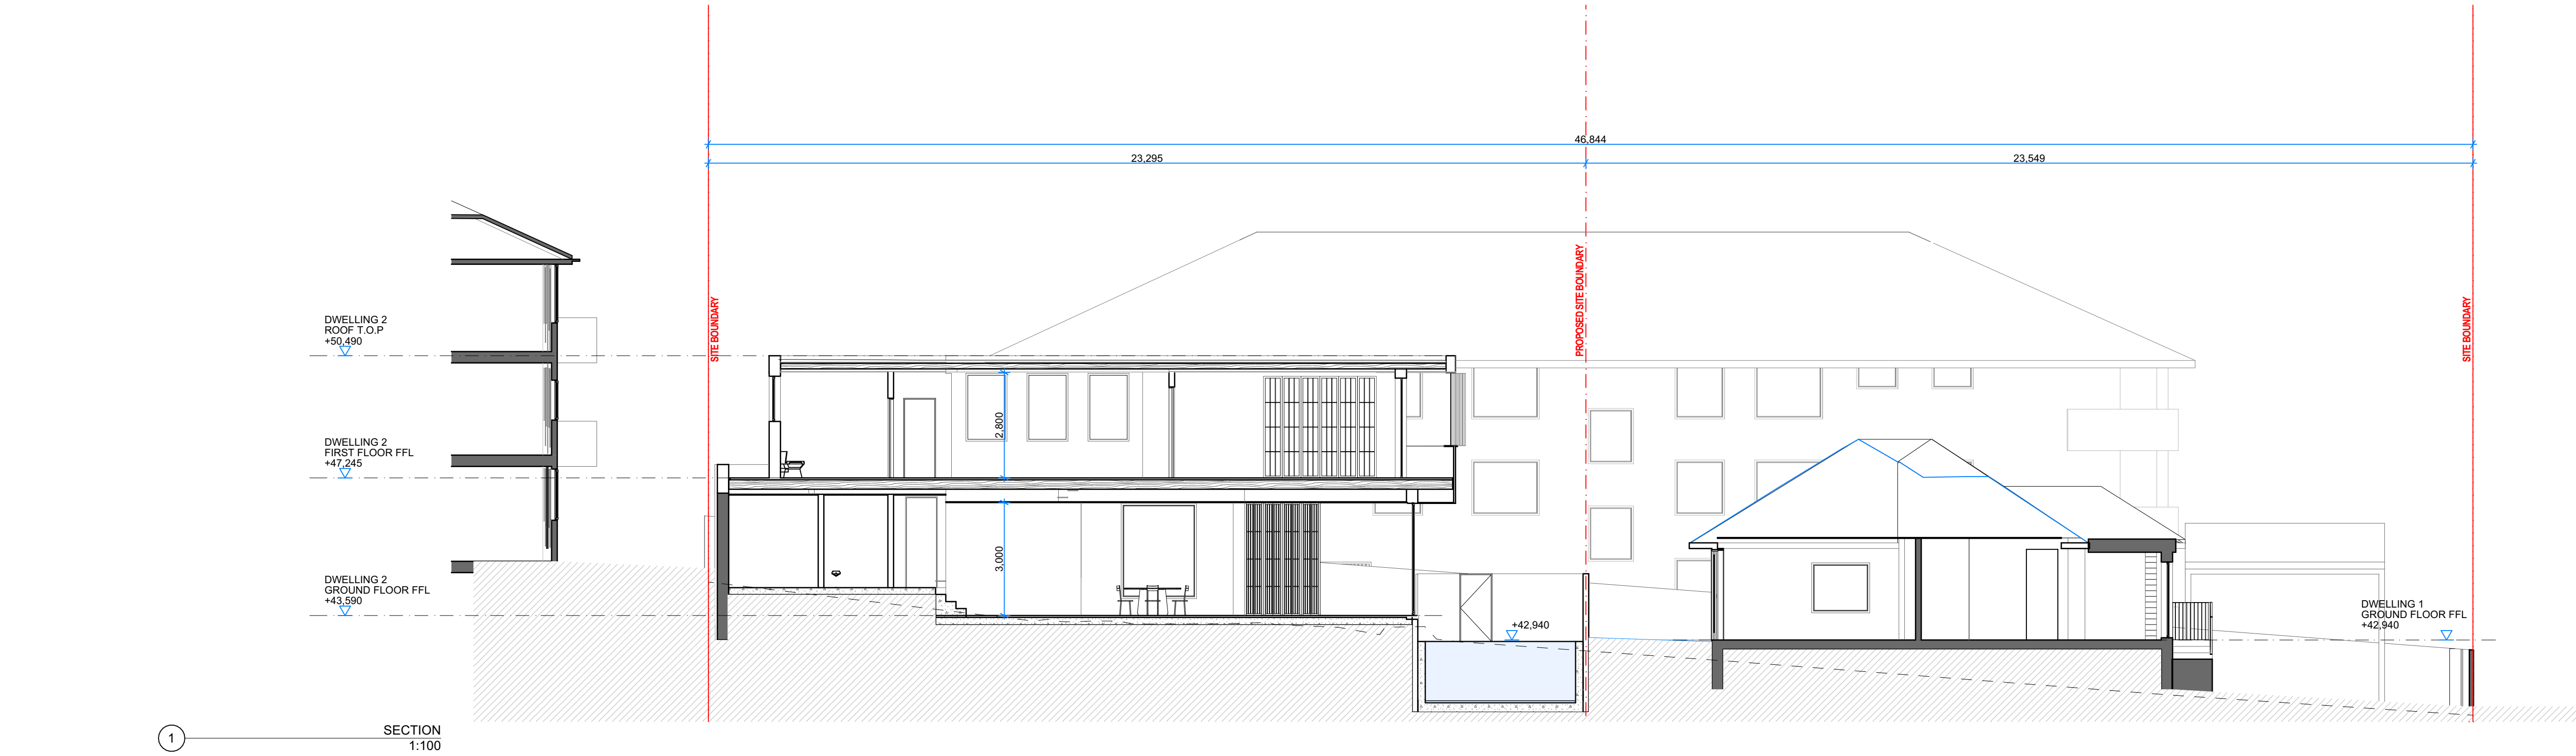 46,844
23,295
23,549
SITE BOUNDARY
PROPOSED SITE BOUNDARY
SITE BOUNDARY
DWELLING 2
ROOF T.O.P
+50,490
2,800
DWELLING 2
FIRST FLOOR FFL
+47,245
3,000
DWELLING 2
GROUND FLOOR FFL
+43,590
+42,940
DWELLING 1
GROUND FLOOR FFL
+42,940
1
SECTION
1:100